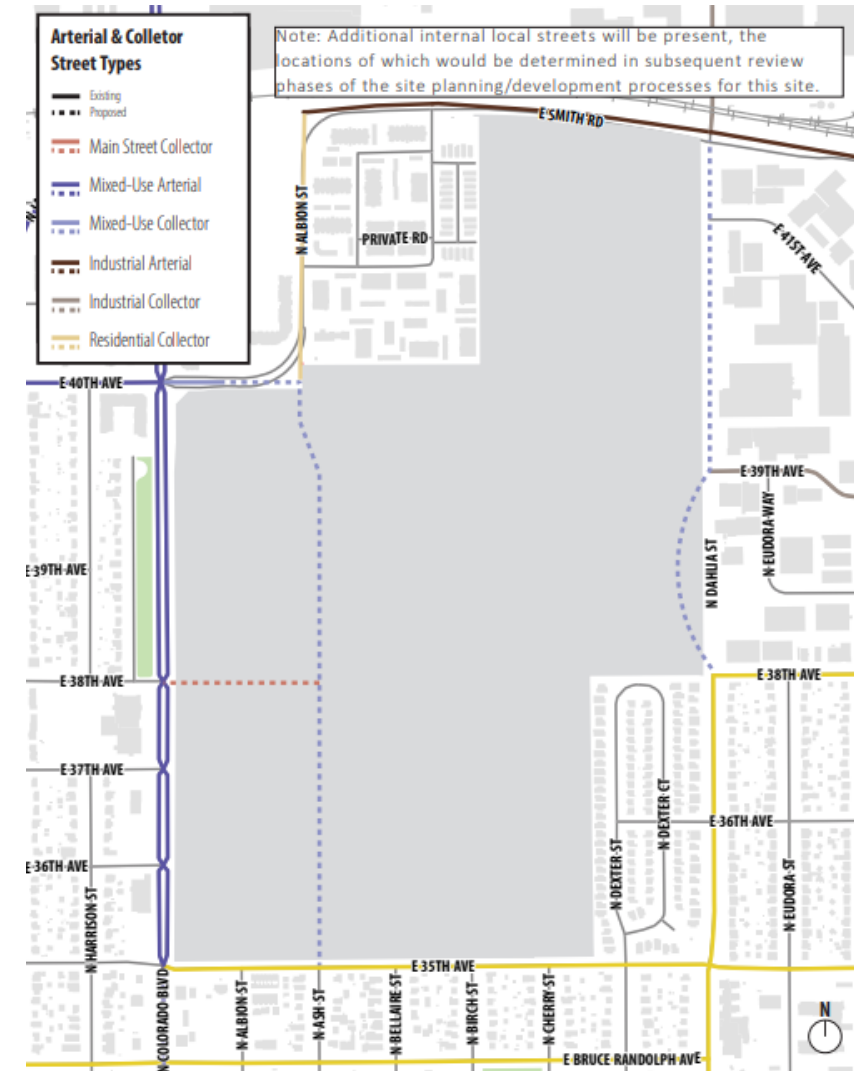 Arterial & Colletor
Street Types
Existing
Proposed
Main Street Collector
Mixed-Use Arterial
Mixed-Use Collector
Industrial Arterial
Industrial Collector
Residential Collector
Note: Additional internal local streets will be present, the
locations of which would be determined in subsequent review
phases of the site planning/development processes for this site.
E SMITH RD
N ALBION ST
PRIVATE RD
E 41ST AVE
E 40TH AVE
E 39TH AVE
N EUDORA WAY
N DAHLIA ST
E 39TH AVE
E 38TH AVE
E 38TH AVE
E 37TH AVE
N DEXTER CT
E 36TH AVE
N DEXTER ST
N EUDORA ST
E 36TH AVE
N HARRISON ST
E 35TH AVE
N COLORADO BLVD
N ALBION ST
N ASH ST
N BELLAIRE ST
N BIRCH ST
N CHERRY ST
N
E BRUCE RANDOLPH AVE